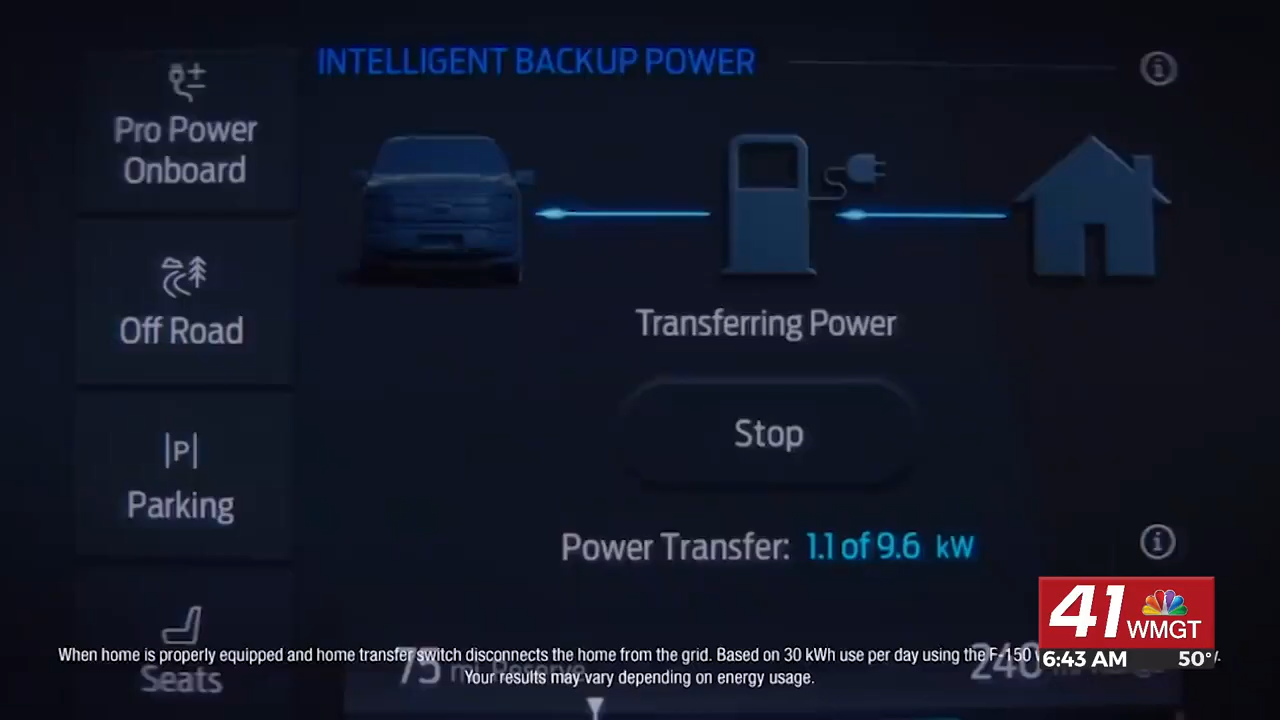 INTELLIGENT BACKUP POWER
Pro Power
Onboard
Off Road
Transferring Power
Stop
P
Parking
Power Transfer: 1.1 of 9.6 kW
41
WMGT
When home is properly equipped and home transfer switch disconnects the home from the grid. Based on 30 kWh use per day using the F-150
6:43 AM 50°
75 mi Reserve
240
Your results may vary depending on energy usage.
Seats